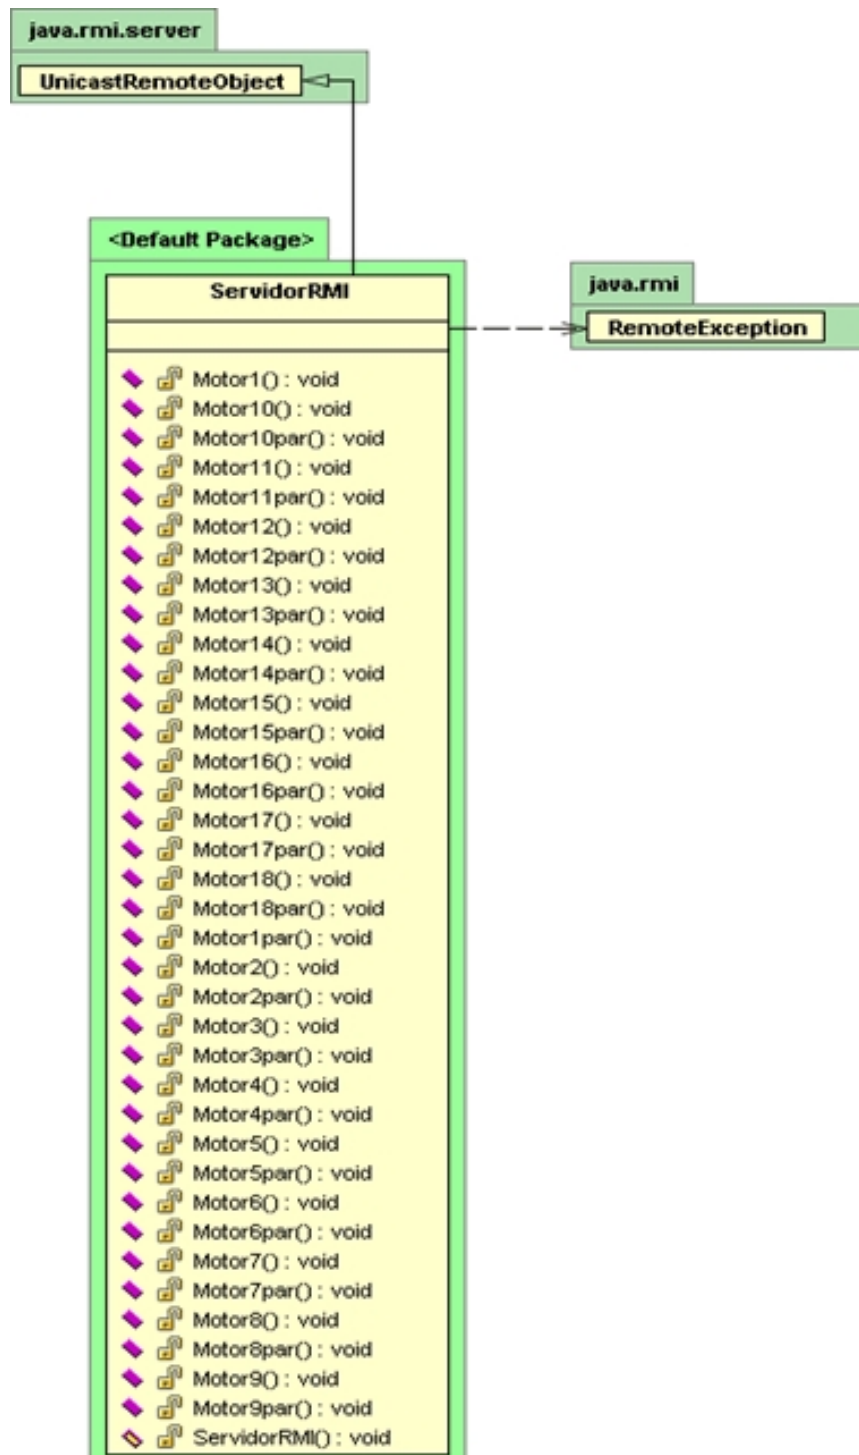 java.rmi.server
UnicastRemoteObject
<Default Package>
ServidorRMI
java.rmi
RemoteException
Motor1() : void
Motor10() : void
Motor10par() : void
Motor11() : void
Motor11par() : void
Motor12() : void
Motor12par() : void
Motor13() : void
Motor13par() : void
Motor14() : void
Motor14par() : void
Motor15() : void
Motor15par() : void
Motor16() : void
Motor16par() : void
Motor17() : void
Motor17par() : void
Motor18() : void
Motor18par() : void
Motor1par() : void
Motor2() : void
Motor2par() : void
Motor3() : void
Motor3par() : void
Motor4() : void
Motor4par() : void
Motor5() : void
Motor5par() : void
Motor6() : void
Motor6par() : void
Motor7() : void
Motor7par() : void
Motor8() : void
Motor8par() : void
Motor9() : void
Motor9par() : void
ServidorRMI() : void